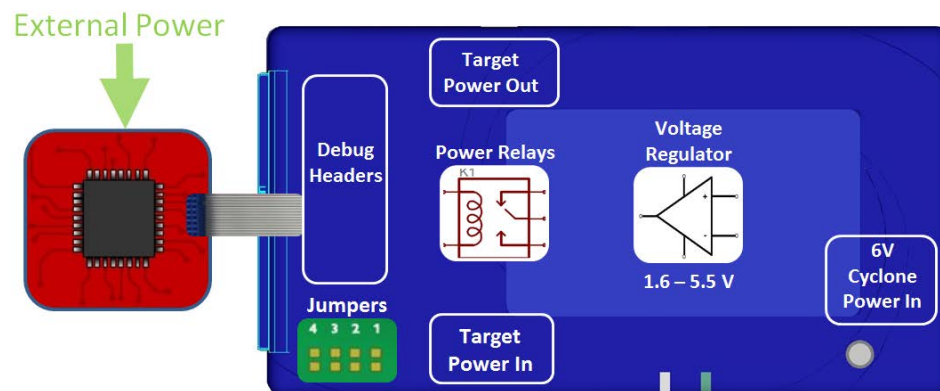 External Power
Target
Power Out
Debug
Headers
Power Relays
K1
Voltage
Regulator
+
-
1.6 – 5.5 V
6V
Cyclone
Power In
Jumpers
4 3 2 1
Target
Power In